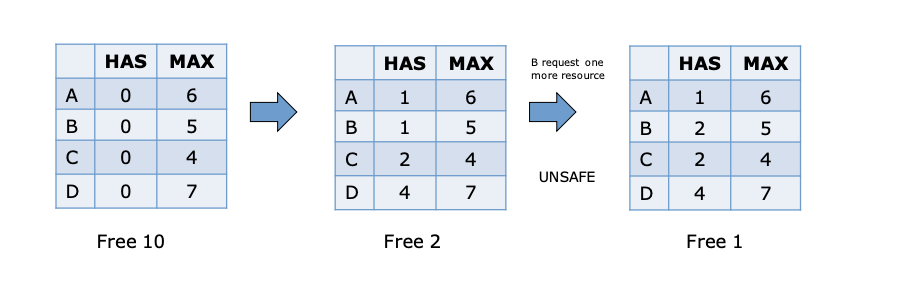 HAS MAX
A 0 6
B 0 5
C 0 4
D 0 7
Free 10
HAS MAX
A 1 6
B 1 5
C 2 4
D 4 7
Free 2
B request one
more resource
UNSAFE
HAS MAX
A 1 6
B 2 5
C 2 4
D 4 7
Free 1